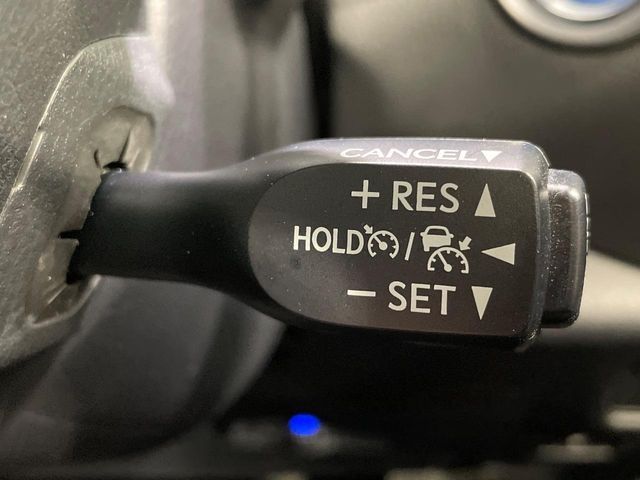 CANCEL▼
+ RES ▲
HOLD / ◀
− SET ▼